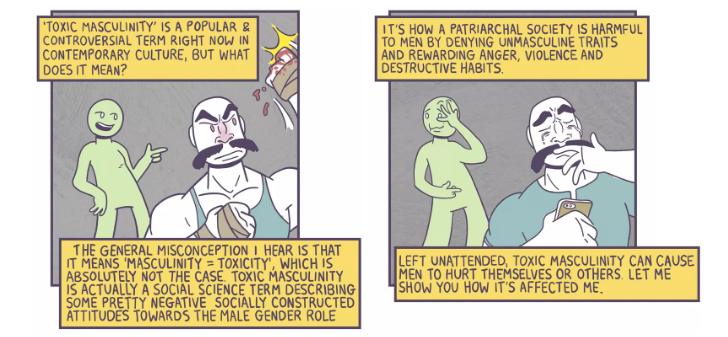 'TOXIC MASCULINITY' IS A POPULAR &
CONTROVERSIAL TERM RIGHT NOW IN
CONTEMPORARY CULTURE, BUT WHAT
DOES IT MEAN?
THE GENERAL MISCONCEPTION I HEAR IS THAT
IT MEANS 'MASCULINITY = TOXICITY', WHICH IS
ABSOLUTELY NOT THE CASE. TOXIC MASCULINITY
IS ACTUALLY A SOCIAL SCIENCE TERM DESCRIBING
SOME PRETTY NEGATIVE SOCIALLY CONSTRUCTED
ATTITUDES TOWARDS THE MALE GENDER ROLE
IT'S HOW A PATRIARCHAL SOCIETY IS HARMFUL
TO MEN BY DENYING UNMASCULINE TRAITS
AND REWARDING ANGER, VIOLENCE AND
DESTRUCTIVE HABITS.
LEFT UNATTENDED, TOXIC MASCULINITY CAN CAUSE
MEN TO HURT THEMSELVES OR OTHERS. LET ME
SHOW YOU HOW IT'S AFFECTED ME.